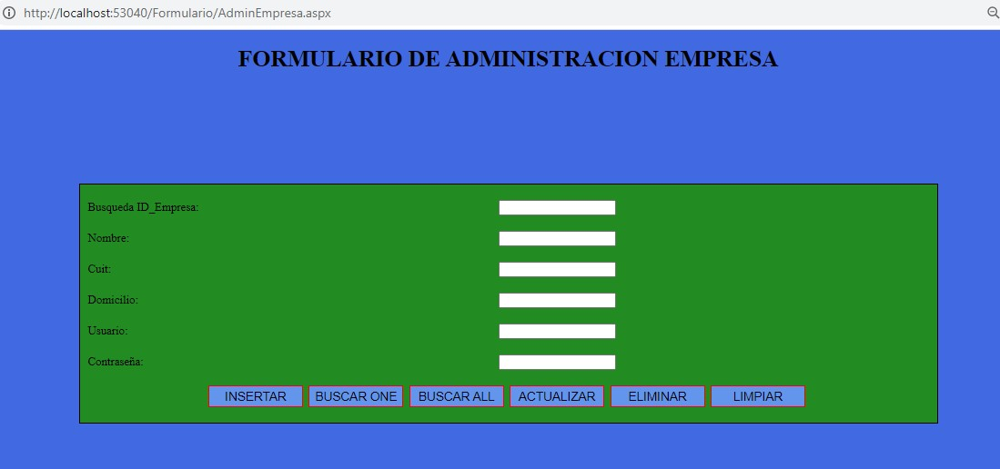 http://localhost:53040/Formulario/AdminEmpresa.aspx
FORMULARIO DE ADMINISTRACION EMPRESA
Busqueda ID_Empresa:
Nombre:
Cuit:
Domicilio:
Usuario:
Contraseña:
INSERTAR BUSCAR ONE BUSCAR ALL ACTUALIZAR ELIMINAR LIMPIAR